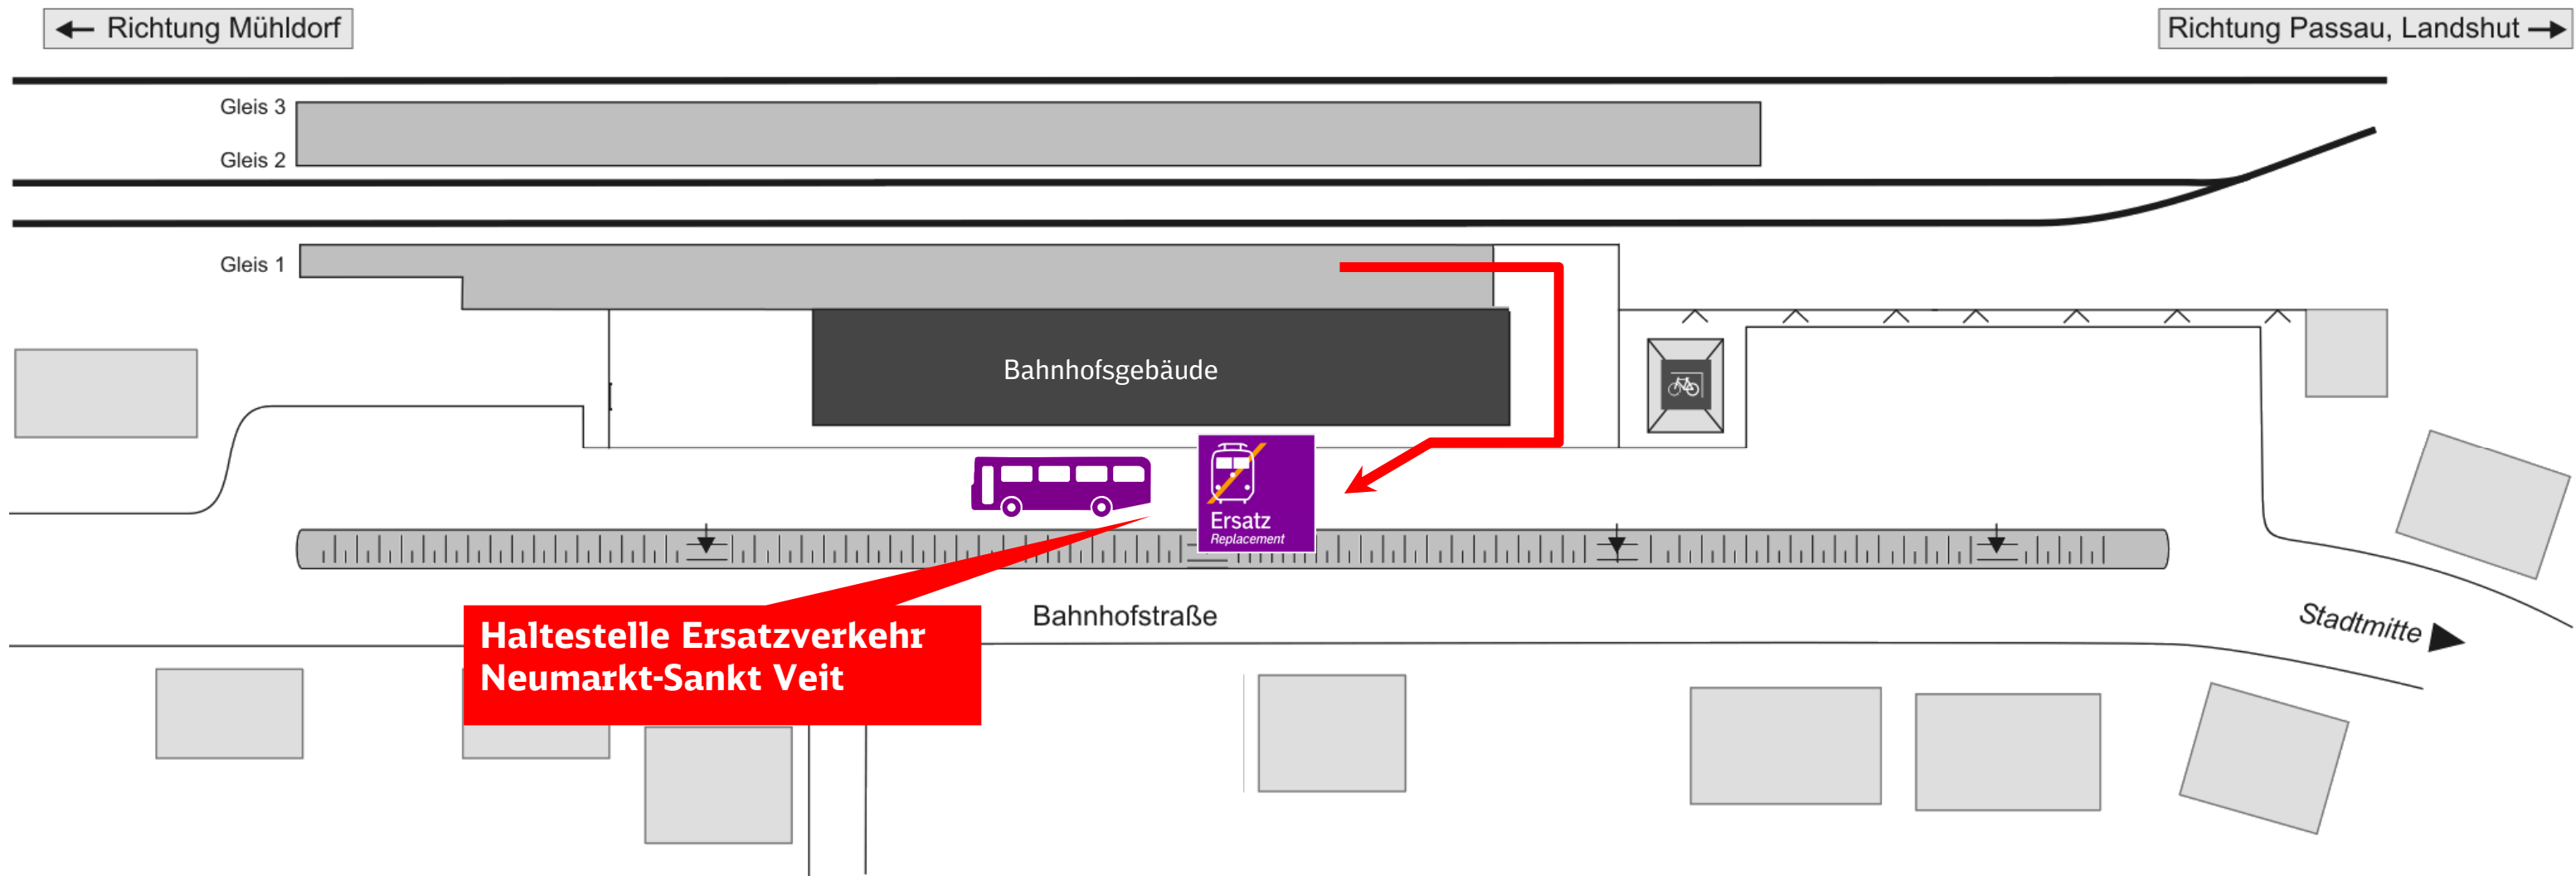 ← Richtung Mühldorf
Richtung Passau, Landshut →
Gleis 3
Gleis 2
Gleis 1
Bahnhofsgebäude
Ersatz
Replacement
Bahnhofstraße
Stadtmitte
Haltestelle Ersatzverkehr
Neumarkt-Sankt Veit